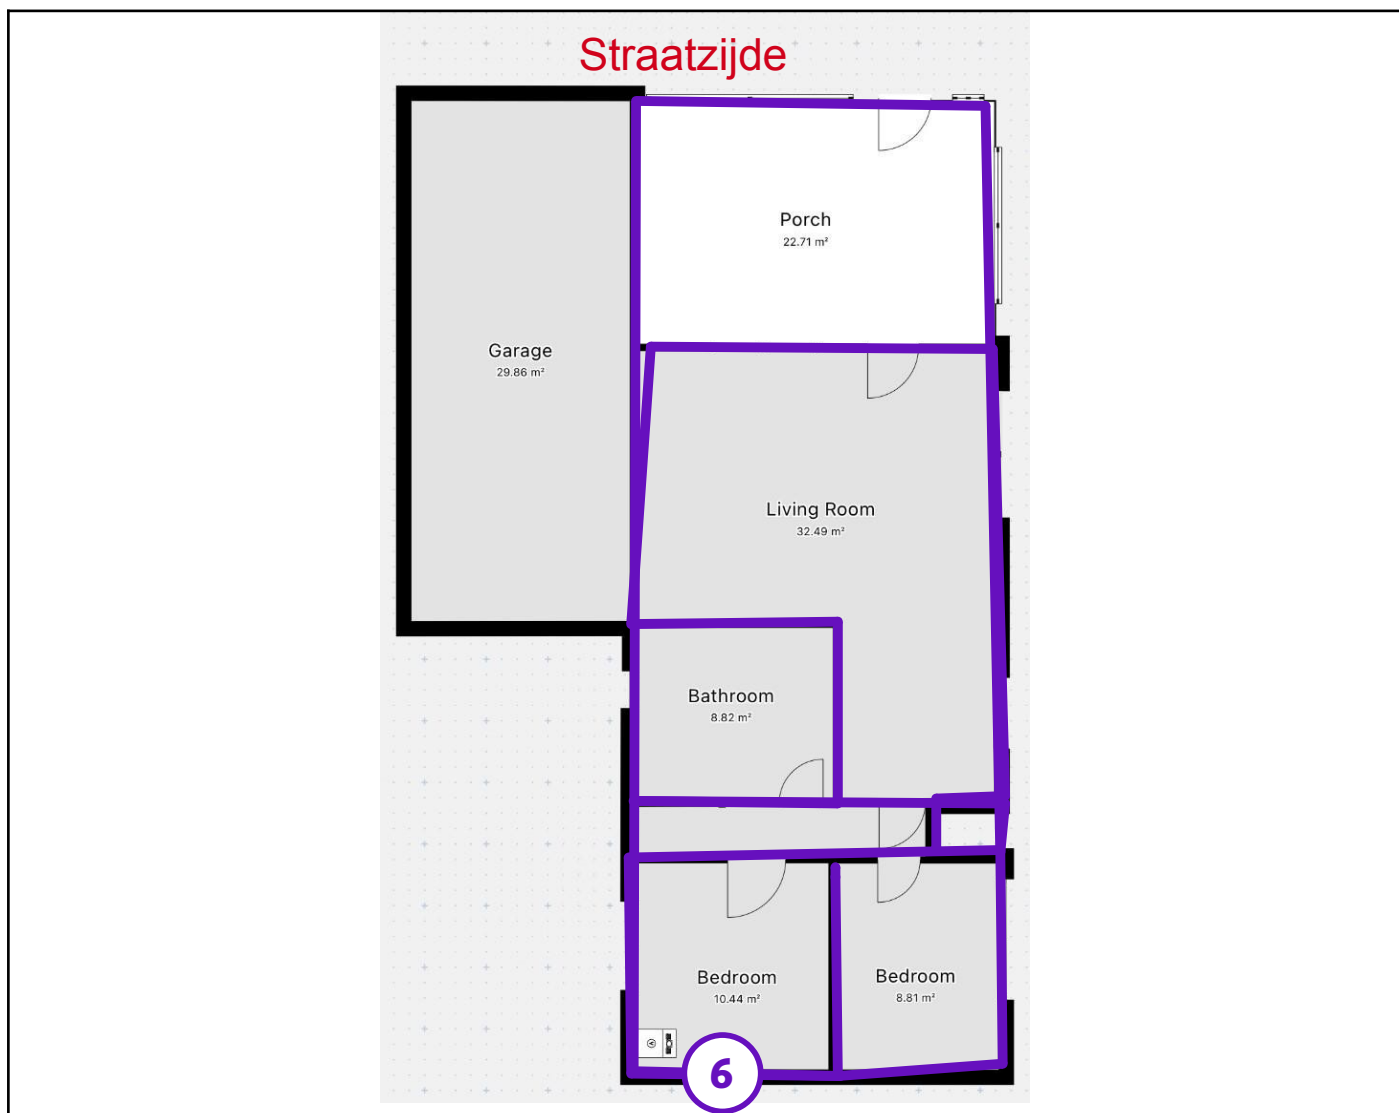 Straatzijde
Porch
22.71 m²
Garage
29.86 m²
Living Room
32.49 m²
Bathroom
8.82 m²
Bedroom
10.44 m²
Bedroom
8.81 m²
6